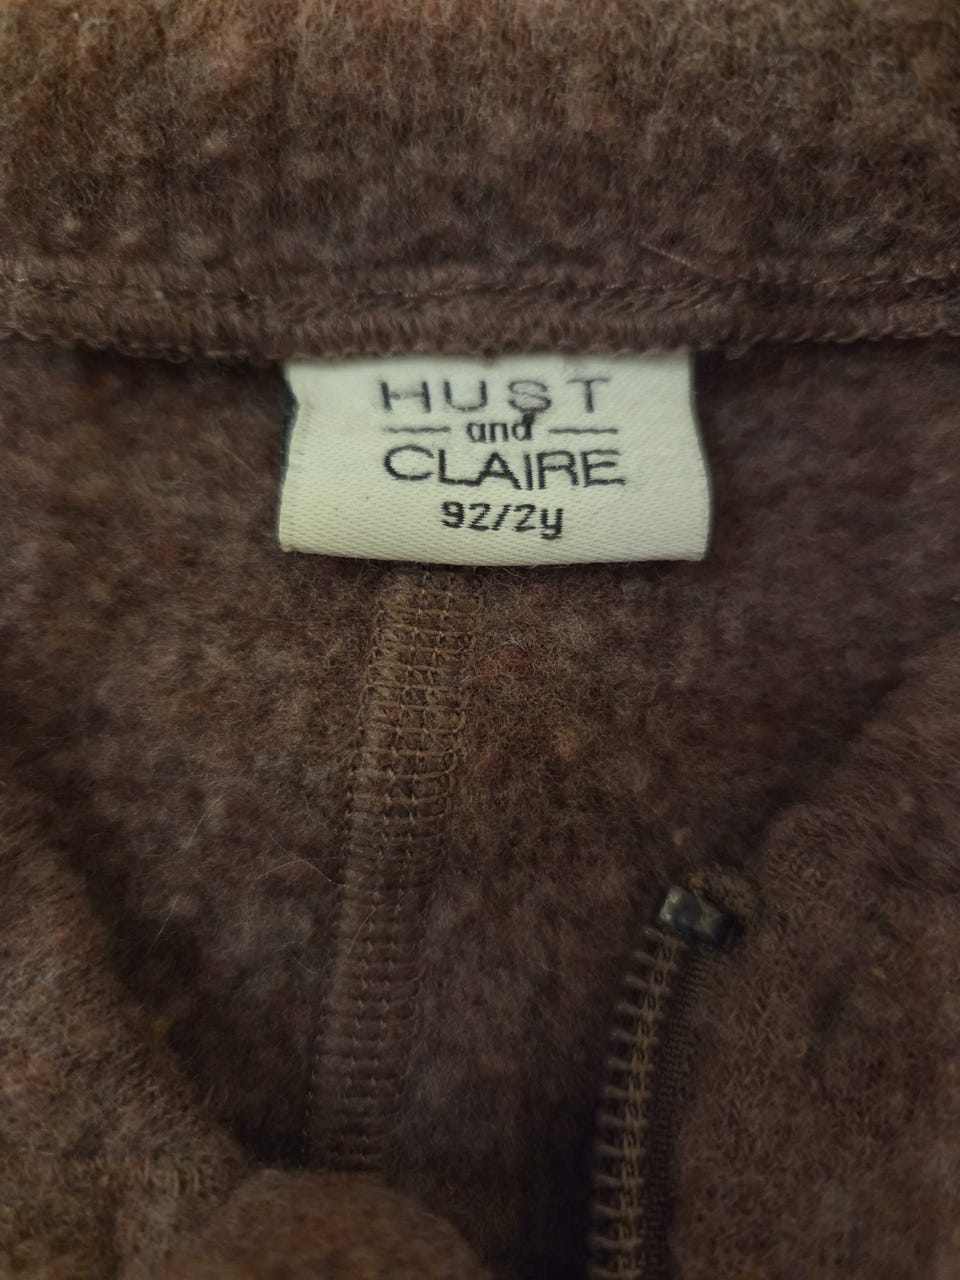 HUST
and
CLAIRE
92/2y